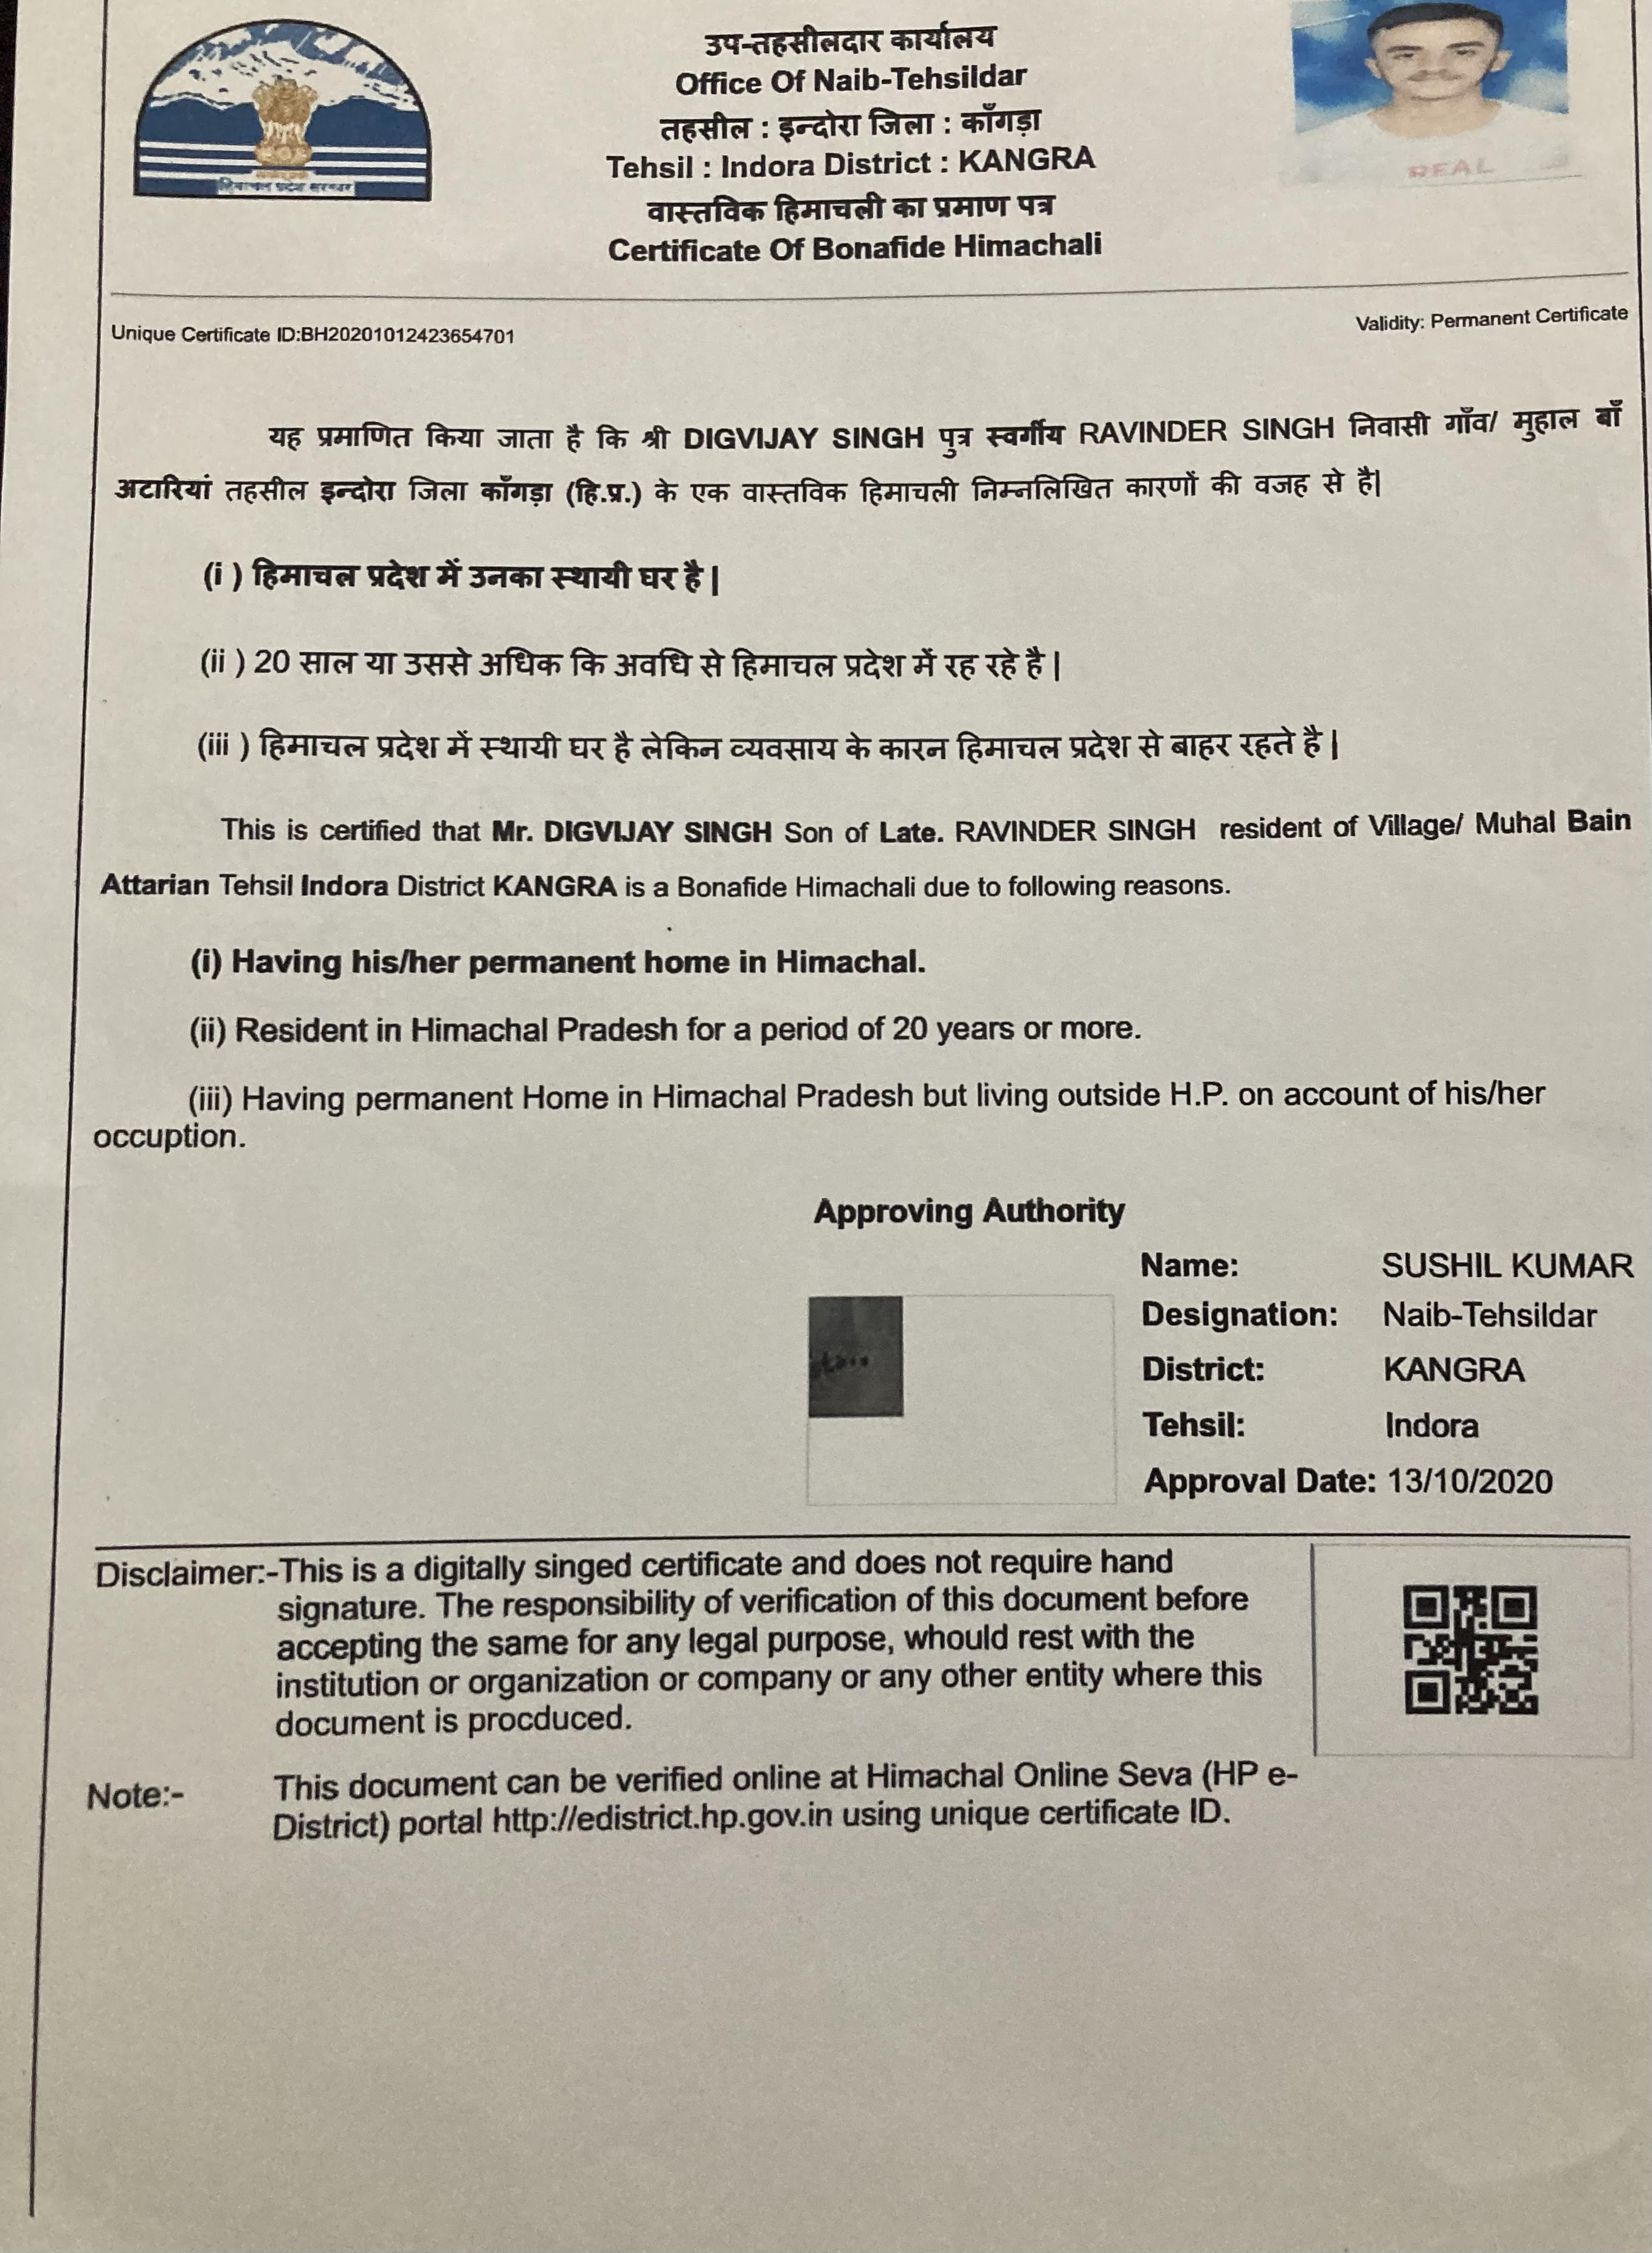 हिमाचल प्रदेश सरकार
उप-तहसीलदार कार्यालय
Office Of Naib-Tehsildar
तहसील : इन्दोरा जिला : काँगड़ा
Tehsil : Indora District : KANGRA
वास्तविक हिमाचली का प्रमाण पत्र
Certificate Of Bonafide Himachali
REAL
Unique Certificate ID:BH20201012423654701
Validity: Permanent Certificate
यह प्रमाणित किया जाता है कि श्री DIGVIJAY SINGH पुत्र स्वर्गीय RAVINDER SINGH निवासी गाँव/ मुहाल बाँ
अटारियां तहसील इन्दोरा जिला काँगड़ा (हि.प्र.) के एक वास्तविक हिमाचली निम्नलिखित कारणों की वजह से है|
(i ) हिमाचल प्रदेश में उनका स्थायी घर है |
(ii ) 20 साल या उससे अधिक कि अवधि से हिमाचल प्रदेश में रह रहे है |
(iii ) हिमाचल प्रदेश में स्थायी घर है लेकिन व्यवसाय के कारन हिमाचल प्रदेश से बाहर रहते है |
This is certified that Mr. DIGVIJAY SINGH Son of Late. RAVINDER SINGH resident of Village/ Muhal Bain
Attarian Tehsil Indora District KANGRA is a Bonafide Himachali due to following reasons.
(i) Having his/her permanent home in Himachal.
(ii) Resident in Himachal Pradesh for a period of 20 years or more.
(iii) Having permanent Home in Himachal Pradesh but living outside H.P. on account of his/her
occuption.
Approving Authority
Name: SUSHIL KUMAR
Designation: Naib-Tehsildar
District: KANGRA
Tehsil: Indora
Approval Date: 13/10/2020
Disclaimer:-This is a digitally singed certificate and does not require hand
signature. The responsibility of verification of this document before
accepting the same for any legal purpose, whould rest with the
institution or organization or company or any other entity where this
document is procduced.
Note:- This document can be verified online at Himachal Online Seva (HP e-
District) portal http://edistrict.hp.gov.in using unique certificate ID.